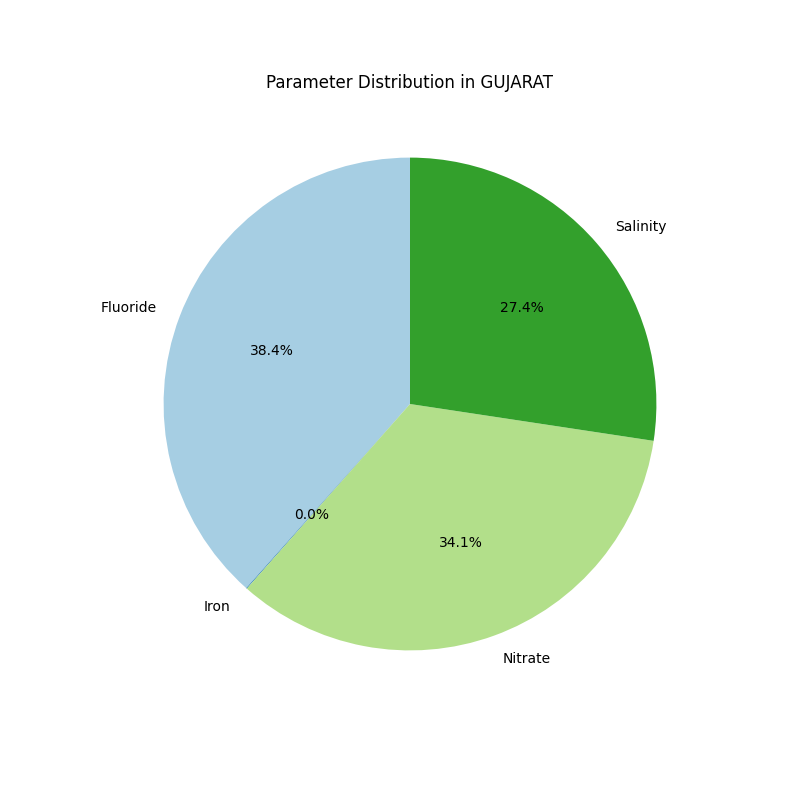 Parameter Distribution in GUJARAT
Salinity
27.4%
Fluoride
38.4%
0.0%
34.1%
Iron
Nitrate